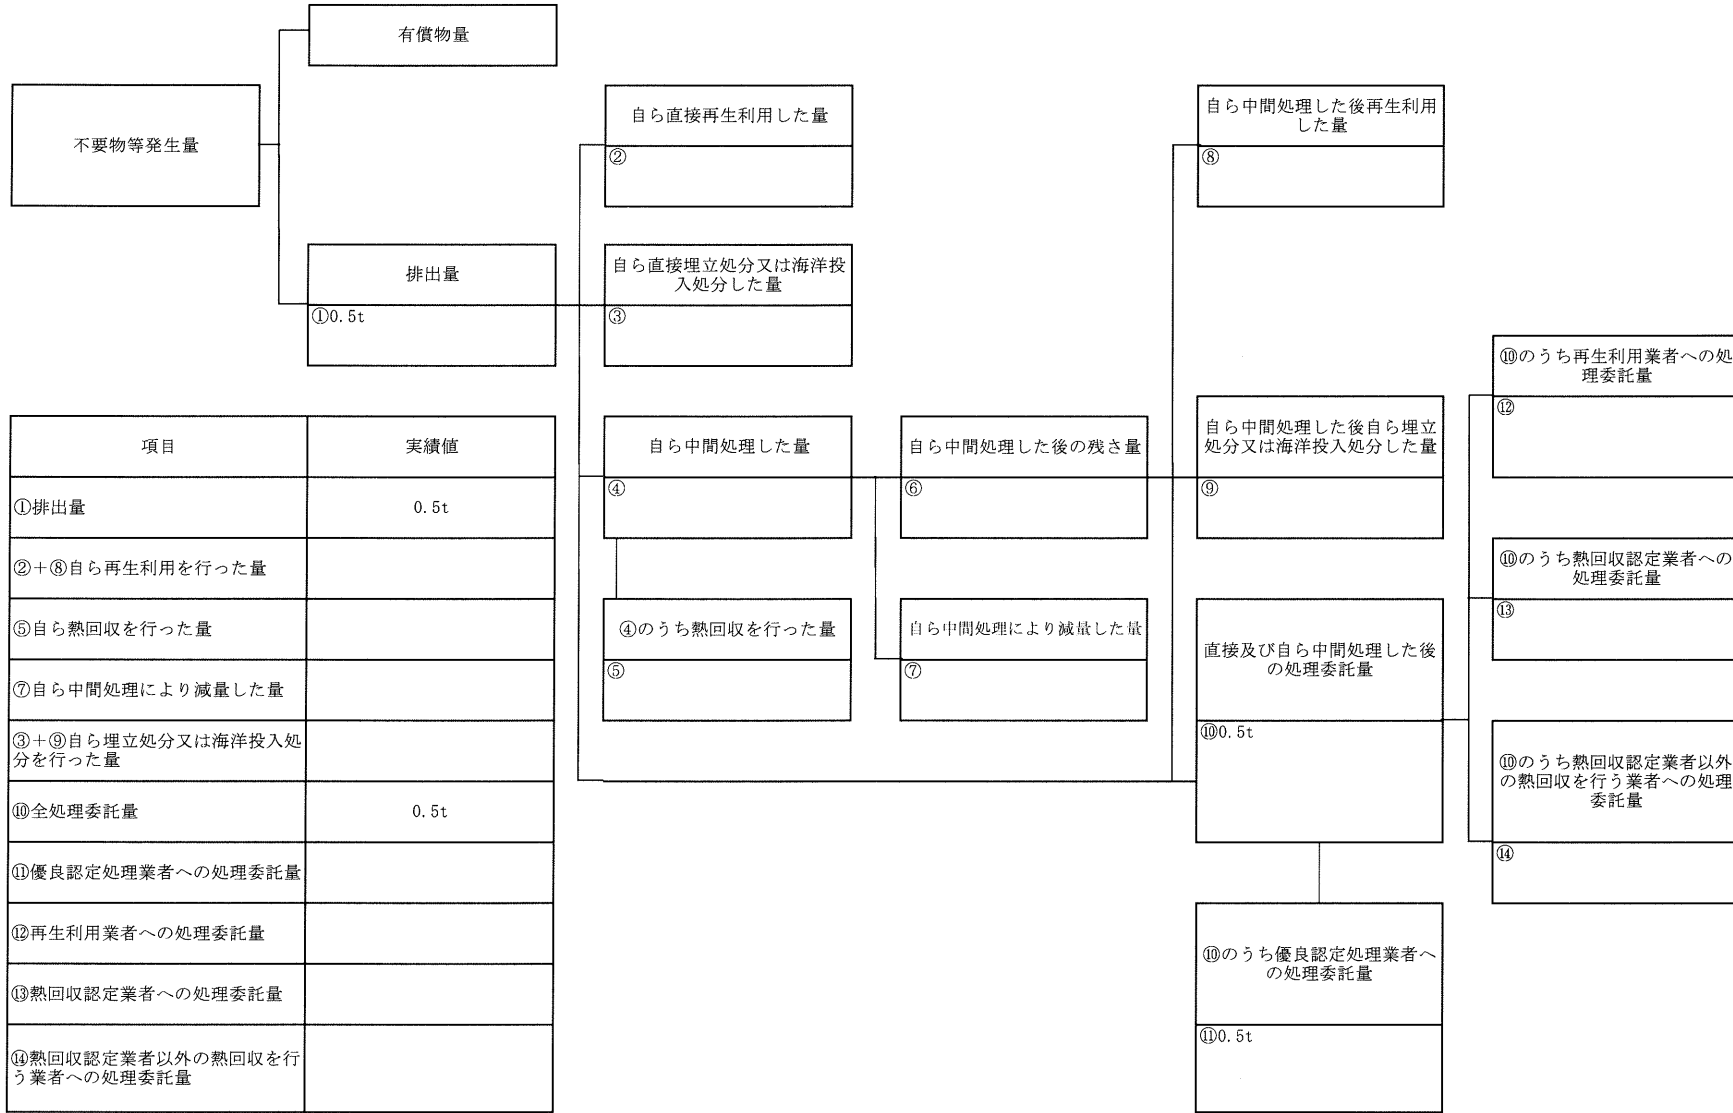 有償物量
不要物等発生量
自ら直接再生利用した量
②
自ら中間処理した後再生利用
した量
⑧
排出量
①0.5t
自ら直接埋立処分又は海洋投
入処分した量
③
⑩のうち再生利用業者への処
理委託量
⑫
項目
実績値
①排出量
0.5t
②+⑧自ら再生利用を行った量
⑤自ら熱回収を行った量
⑦自ら中間処理により減量した量
③+⑨自ら埋立処分又は海洋投入処
分を行った量
⑩全処理委託量
0.5t
⑪優良認定処理業者への処理委託量
⑫再生利用業者への処理委託量
⑬熱回収認定業者への処理委託量
⑭熱回収認定業者以外の熱回収を行
う業者への処理委託量
自ら中間処理した量
④
自ら中間処理した後の残さ量
⑥
自ら中間処理した後自ら埋立
処分又は海洋投入処分した量
⑨
④のうち熱回収を行った量
⑤
自ら中間処理により減量した量
⑦
直接及び自ら中間処理した後
の処理委託量
⑩0.5t
⑩のうち熱回収認定業者への
処理委託量
⑬
⑩のうち熱回収認定業者以外
の熱回収を行う業者への処理
委託量
⑭
⑩のうち優良認定処理業者へ
の処理委託量
⑪0.5t